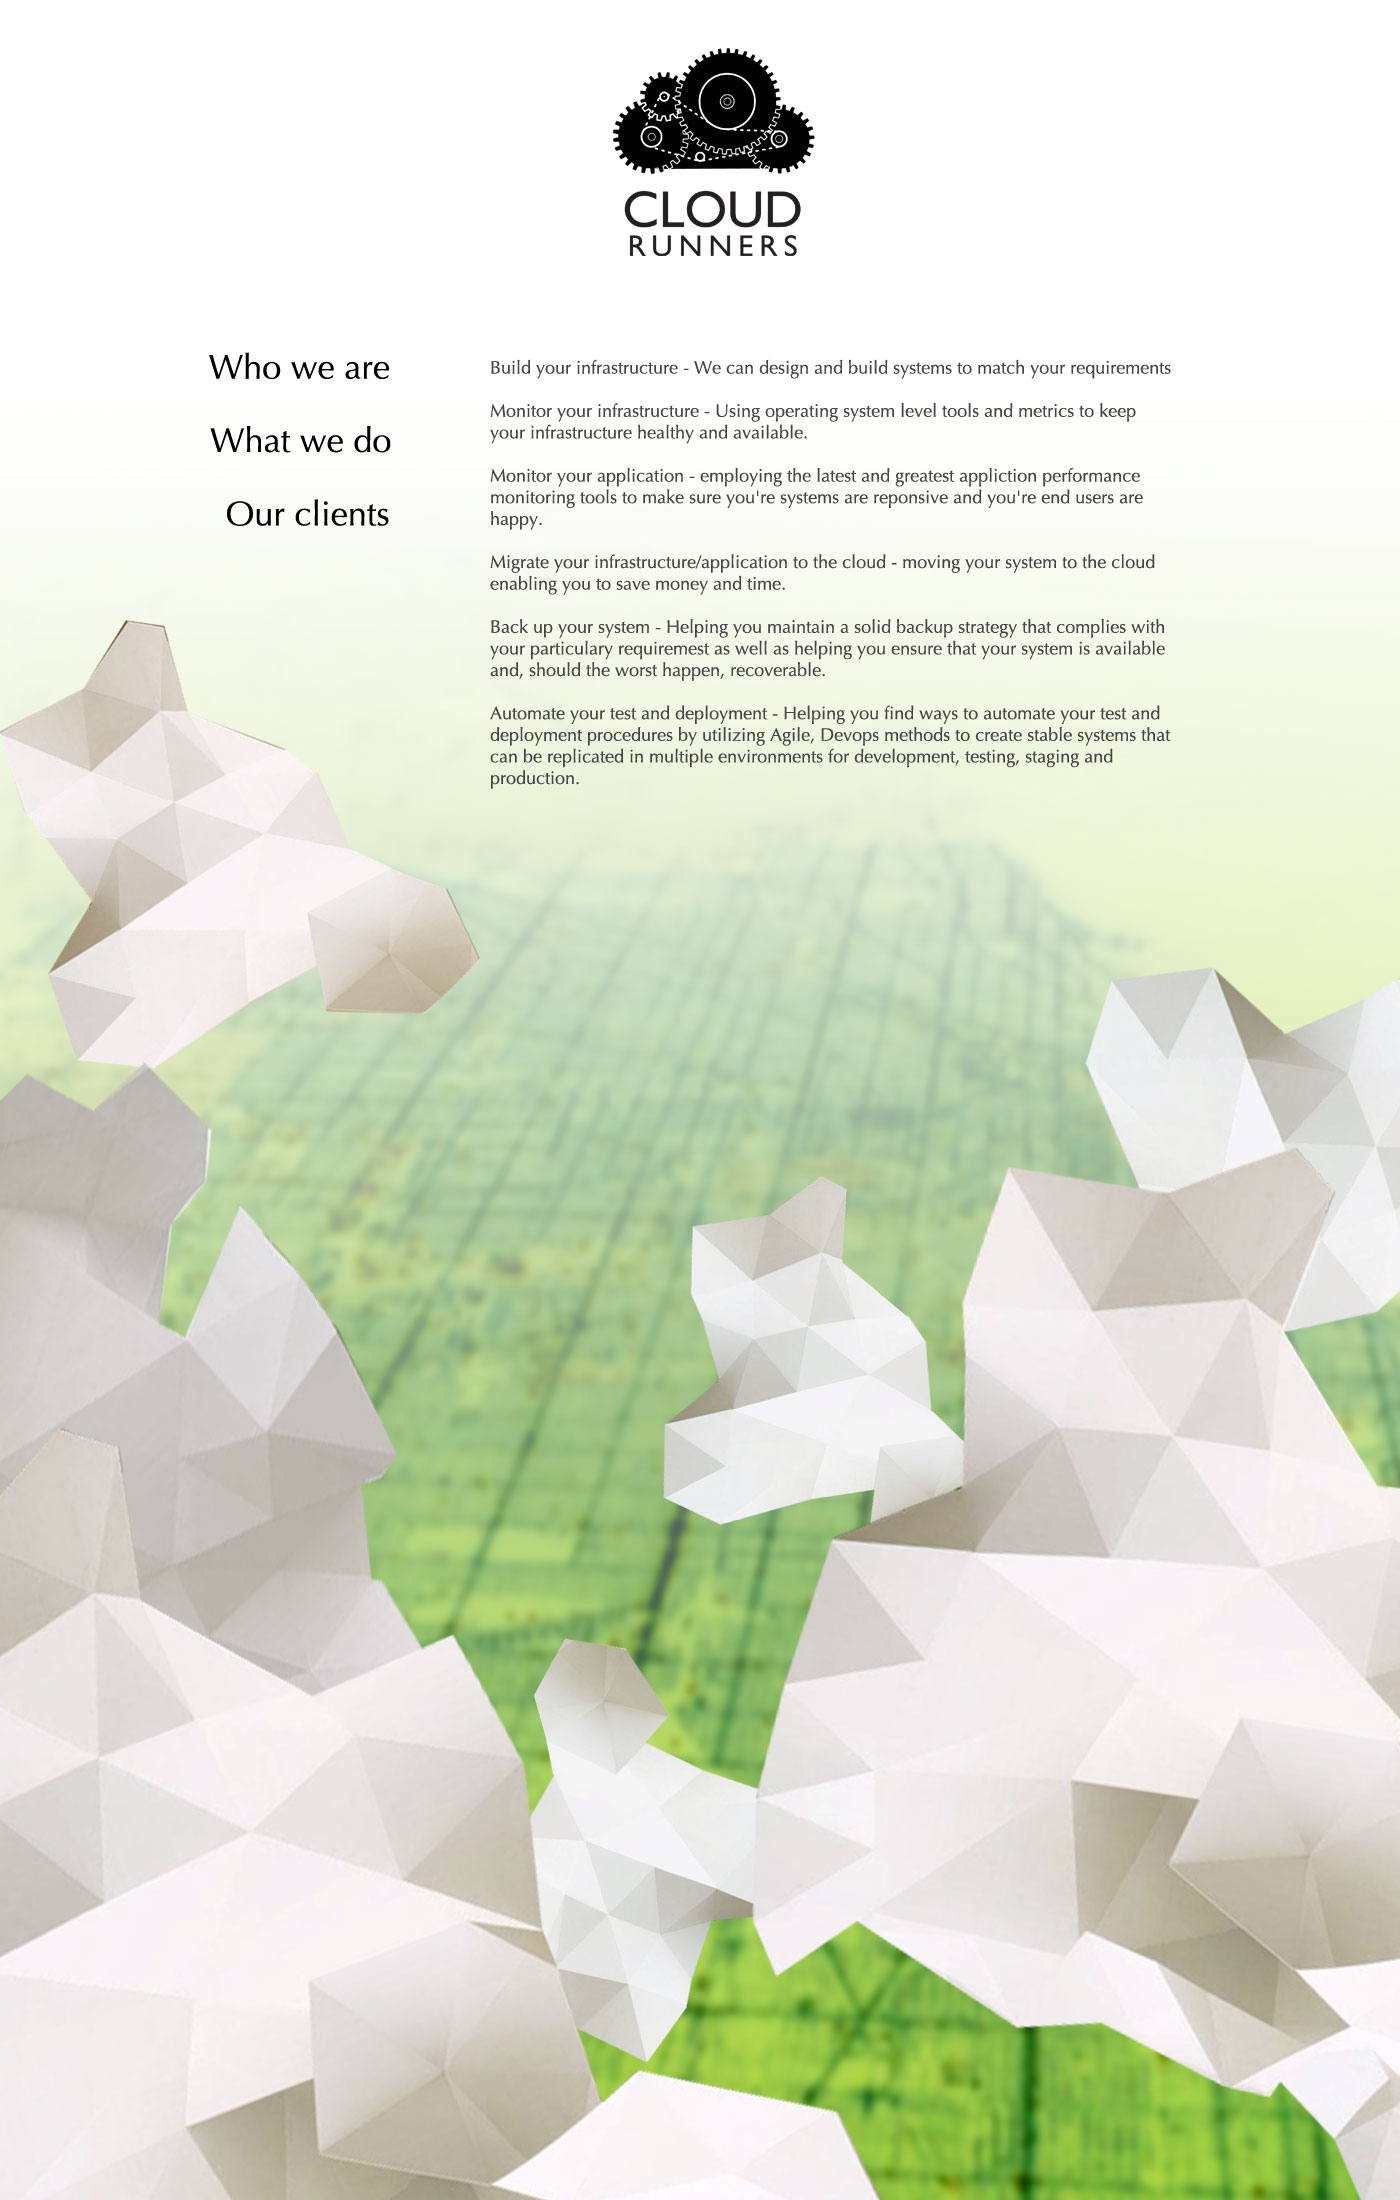 CLOUD
RUNNERS
Who we are
What we do
Our clients
Build your infrastructure - We can design and build systems to match your requirements
Monitor your infrastructure - Using operating system level tools and metrics to keep
your infrastructure healthy and available.
Monitor your application - employing the latest and greatest appliction performance
monitoring tools to make sure you're systems are reponsive and you're end users are
happy.
Migrate your infrastructure/application to the cloud - moving your system to the cloud
enabling you to save money and time.
Back up your system - Helping you maintain a solid backup strategy that complies with
your particulary requiremest as well as helping you ensure that your system is available
and, should the worst happen, recoverable.
Automate your test and deployment - Helping you find ways to automate your test and
deployment procedures by utilizing Agile, Devops methods to create stable systems that
can be replicated in multiple environments for development, testing, staging and
production.